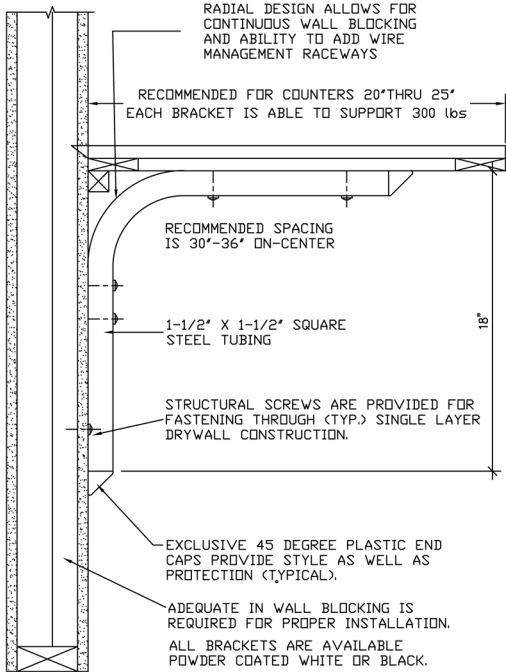 RADIAL DESIGN ALLOWS FOR
CONTINUOUS WALL BLOCKING
AND ABILITY TO ADD WIRE
MANAGEMENT RACEWAYS
RECOMMENDED FOR COUNTERS 20"THRU 25"
EACH BRACKET IS ABLE TO SUPPORT 300 lbs
RECOMMENDED SPACING
IS 30"-36" ON-CENTER
18"
1-1/2" X 1-1/2" SQUARE
STEEL TUBING
STRUCTURAL SCREWS ARE PROVIDED FOR
FASTENING THROUGH (TYP.) SINGLE LAYER
DRYWALL CONSTRUCTION.
EXCLUSIVE 45 DEGREE PLASTIC END
CAPS PROVIDE STYLE AS WELL AS
PROTECTION (TYPICAL).
ADEQUATE IN WALL BLOCKING IS
REQUIRED FOR PROPER INSTALLATION.
ALL BRACKETS ARE AVAILABLE
POWDER COATED WHITE OR BLACK.